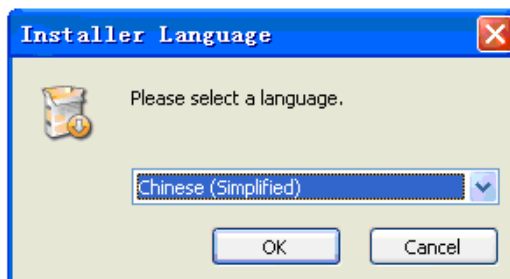 Installer Language
Please select a language.
Chinese (Simplified)
OK
Cancel